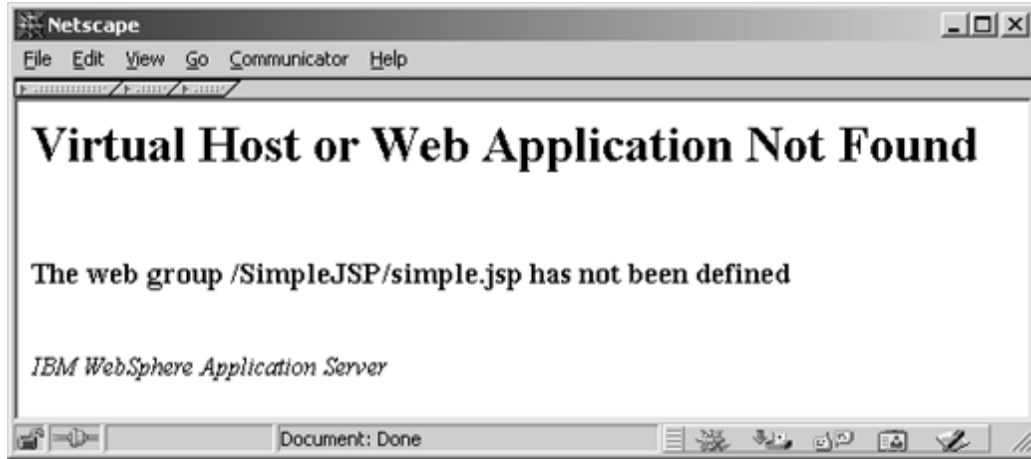 Netscape
File Edit View Go Communicator Help
Virtual Host or Web Application Not Found
The web group /SimpleJSP/simple.jsp has not been defined
IBM WebSphere Application Server
Document: Done